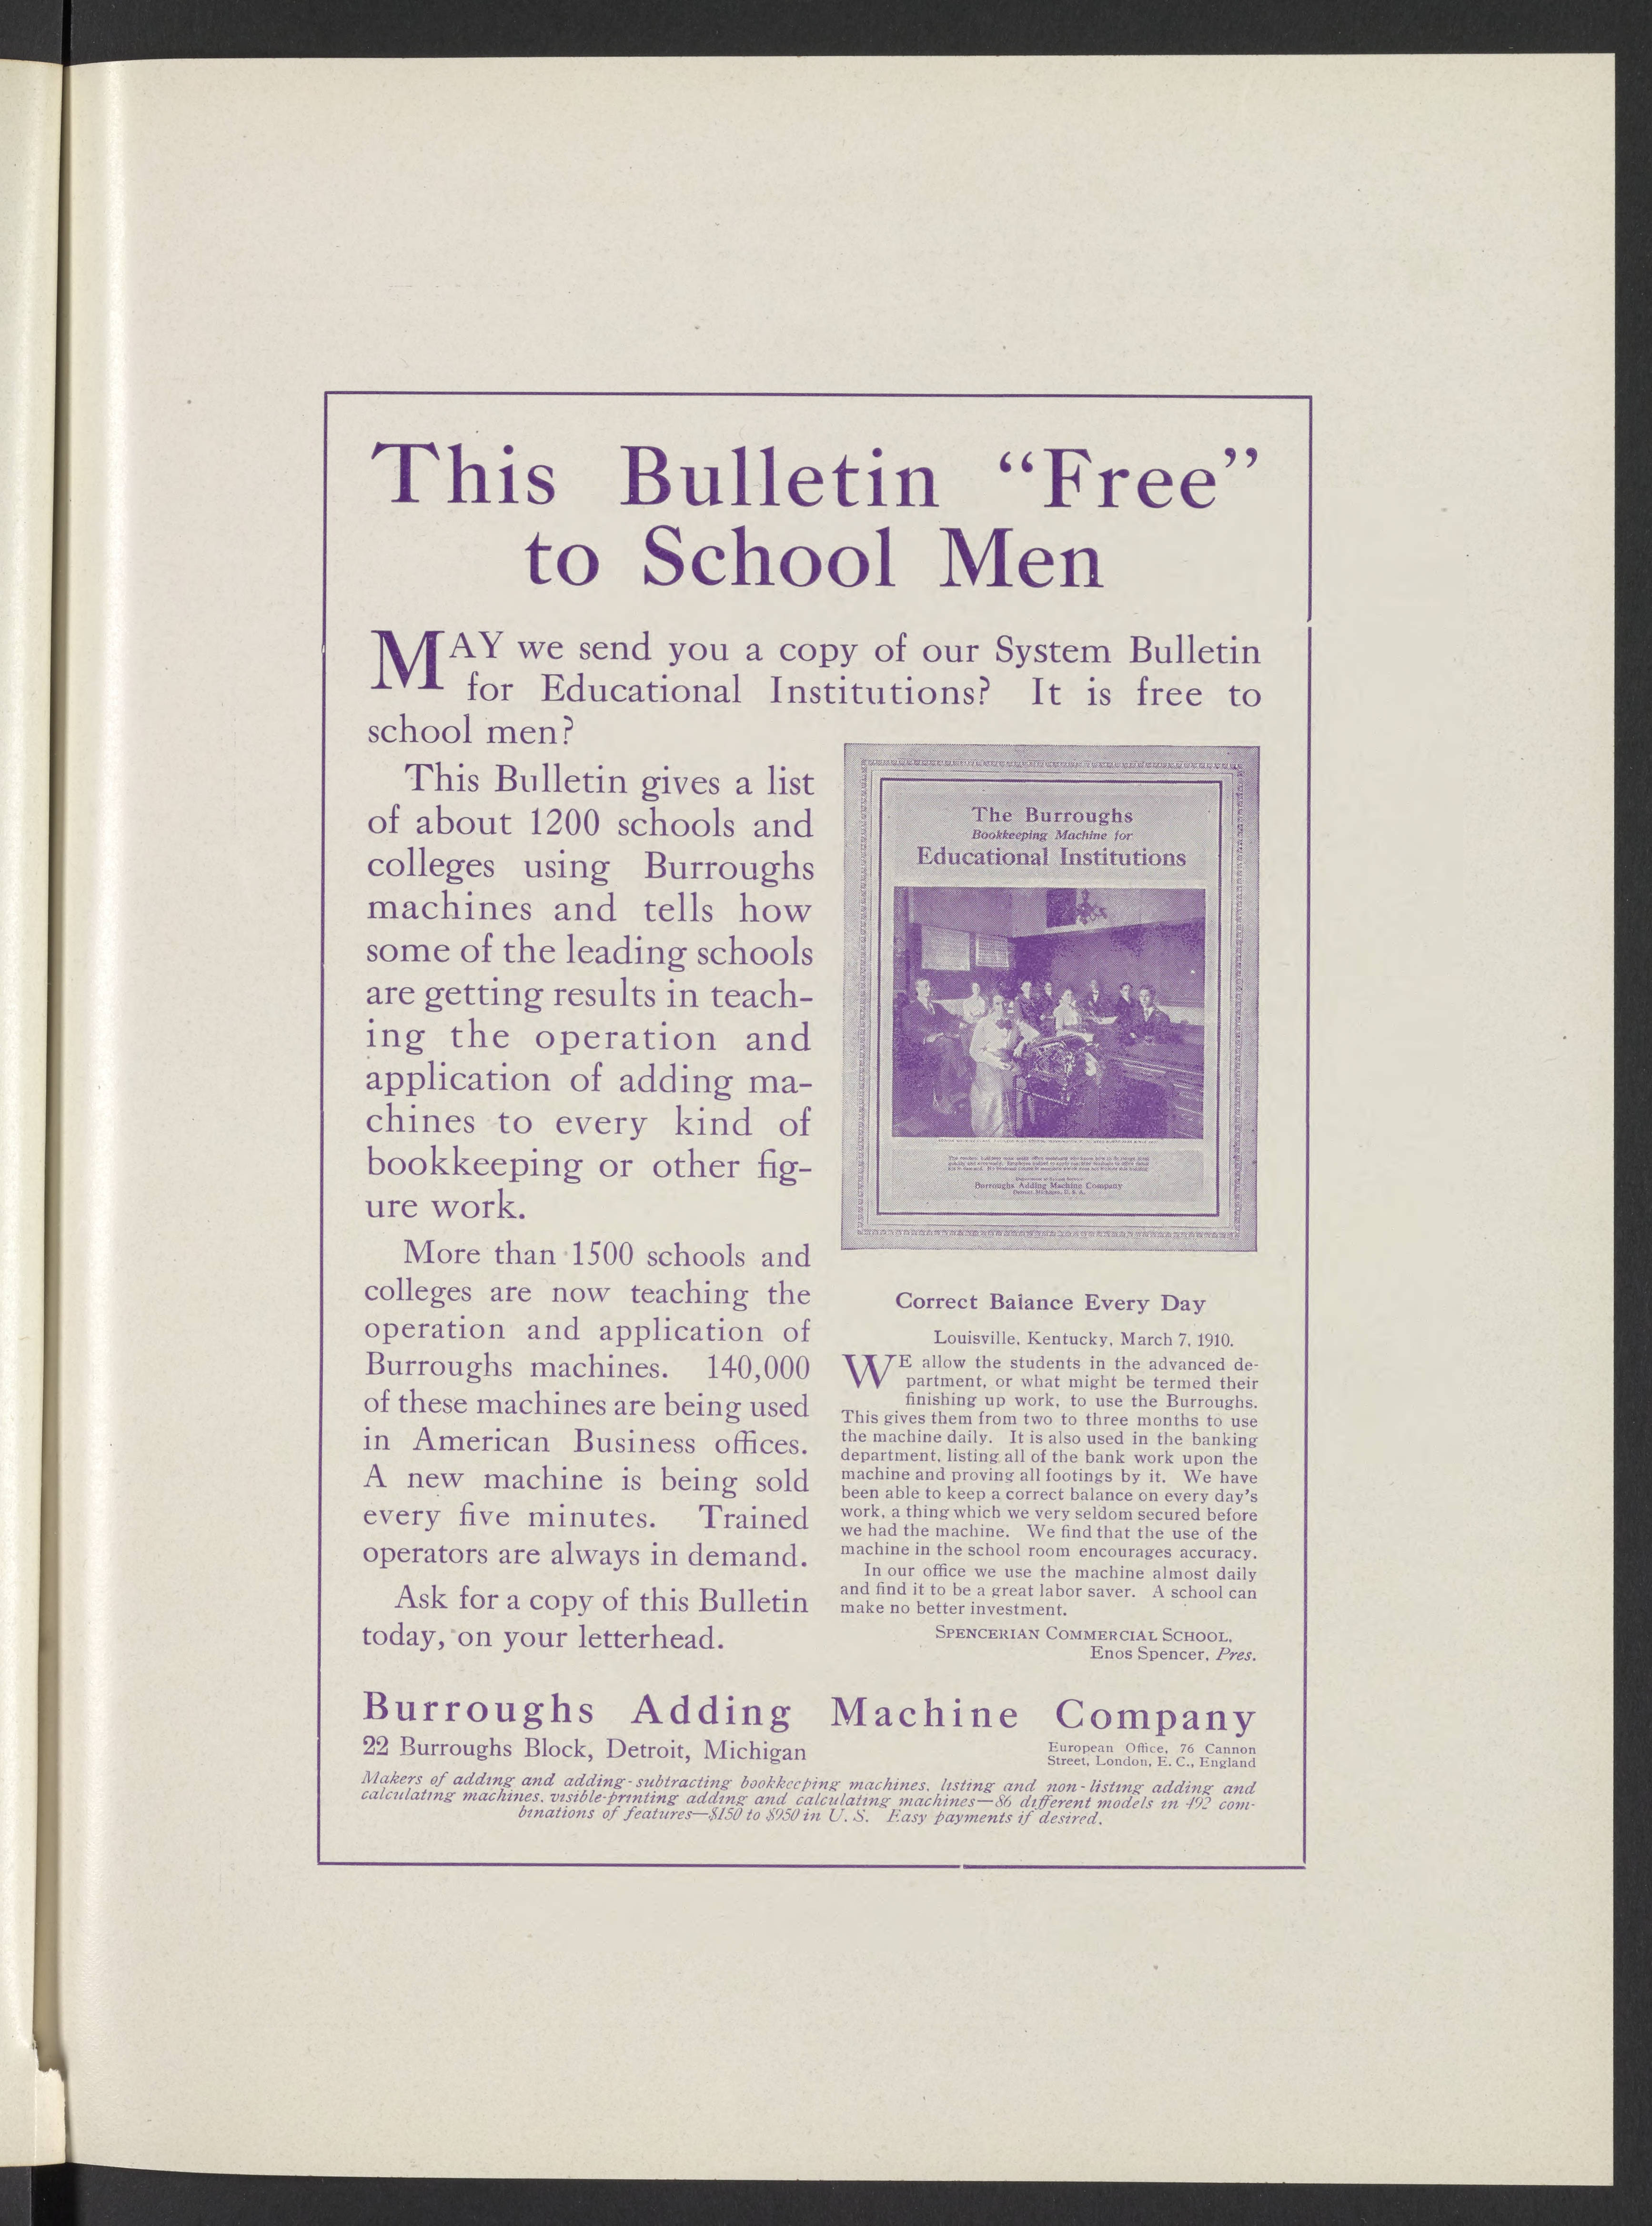 This Bulletin “Free”
to School Men
MAY we send you a copy of our System Bulletin
for Educational Institutions? It is free to
school men?
This Bulletin gives a list
of about 1200 schools and
colleges using Burroughs
machines and tells how
some of the leading schools
are getting results in teach-
ing the operation and
application of adding ma-
chines to every kind of
bookkeeping or other fig-
ure work.
More than 1500 schools and
colleges are now teaching the
operation and application of
Burroughs machines. 140,000
of these machines are being used
in American Business offices.
A new machine is being sold
every five minutes. Trained
operators are always in demand.
Ask for a copy of this Bulletin
today, on your letterhead.
The Burroughs
Bookkeeping Machine for
Educational Institutions
Burroughs Adding Machine Company
Detroit, Michigan, U. S. A.
Correct Balance Every Day
Louisville, Kentucky, March 7, 1910.
WE allow the students in the advanced de-
partment, or what might be termed their
finishing up work, to use the Burroughs.
This gives them from two to three months to use
the machine daily. It is also used in the banking
department, listing all of the bank work upon the
machine and proving all footings by it. We have
been able to keep a correct balance on every day's
work, a thing which we very seldom secured before
we had the machine. We find that the use of the
machine in the school room encourages accuracy.
In our office we use the machine almost daily
and find it to be a great labor saver. A school can
make no better investment.
SPENCERIAN COMMERCIAL SCHOOL,
Enos Spencer, Pres.
Burroughs Adding Machine Company
22 Burroughs Block, Detroit, Michigan
European Office, 76 Cannon
Street, London, E. C., England
Makers of adding and adding-subtracting bookkeeping machines, listing and non-listing adding and
calculating machines, visible-printing adding and calculating machines—86 different models in 492 com-
binations of features—$150 to $950 in U. S. Easy payments if desired.